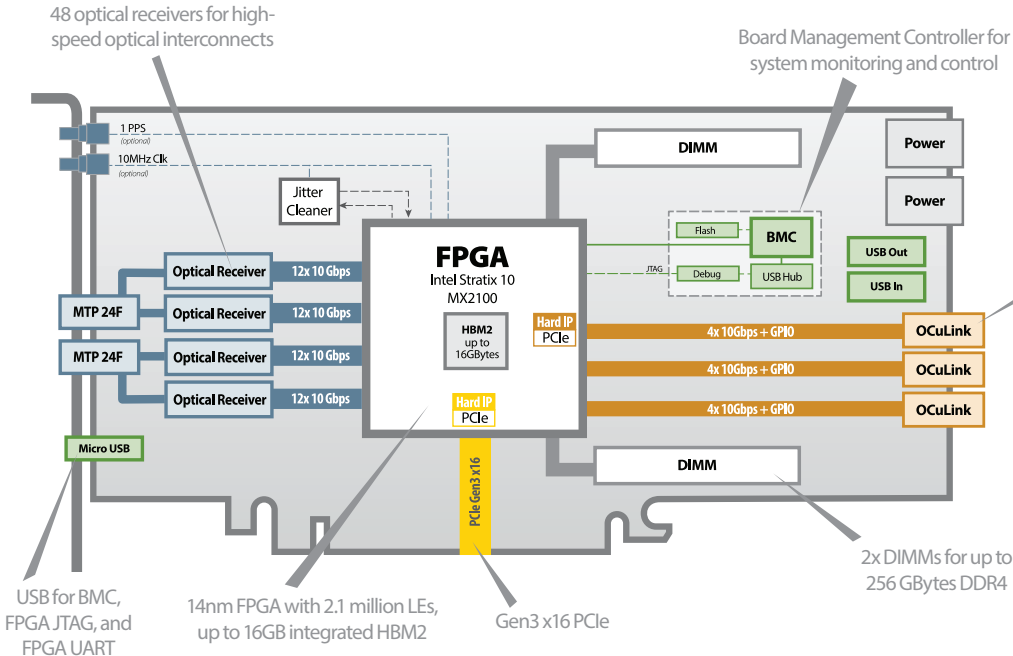 48 optical receivers for high-
speed optical interconnects
Board Management Controller for
system monitoring and control
1 PPS
(optional)
10MHz Clk
(optional)
Jitter
Cleaner
DIMM
Power
Power
Flash
BMC
JTAG
Debug
USB Hub
USB Out
USB In
FPGA
Intel Stratix 10
MX2100
HBM2
up to
16GBytes
Hard IP
PCIe
Hard IP
PCIe
Optical Receiver
12x 10 Gbps
Optical Receiver
12x 10 Gbps
Optical Receiver
12x 10 Gbps
Optical Receiver
12x 10 Gbps
MTP 24F
MTP 24F
4x 10Gbps + GPIO
OCuLink
4x 10Gbps + GPIO
OCuLink
4x 10Gbps + GPIO
OCuLink
Micro USB
DIMM
PCIe Gen3 x16
USB for BMC,
FPGA JTAG, and
FPGA UART
14nm FPGA with 2.1 million LEs,
up to 16GB integrated HBM2
Gen3 x16 PCIe
2x DIMMs for up to
256 GBytes DDR4